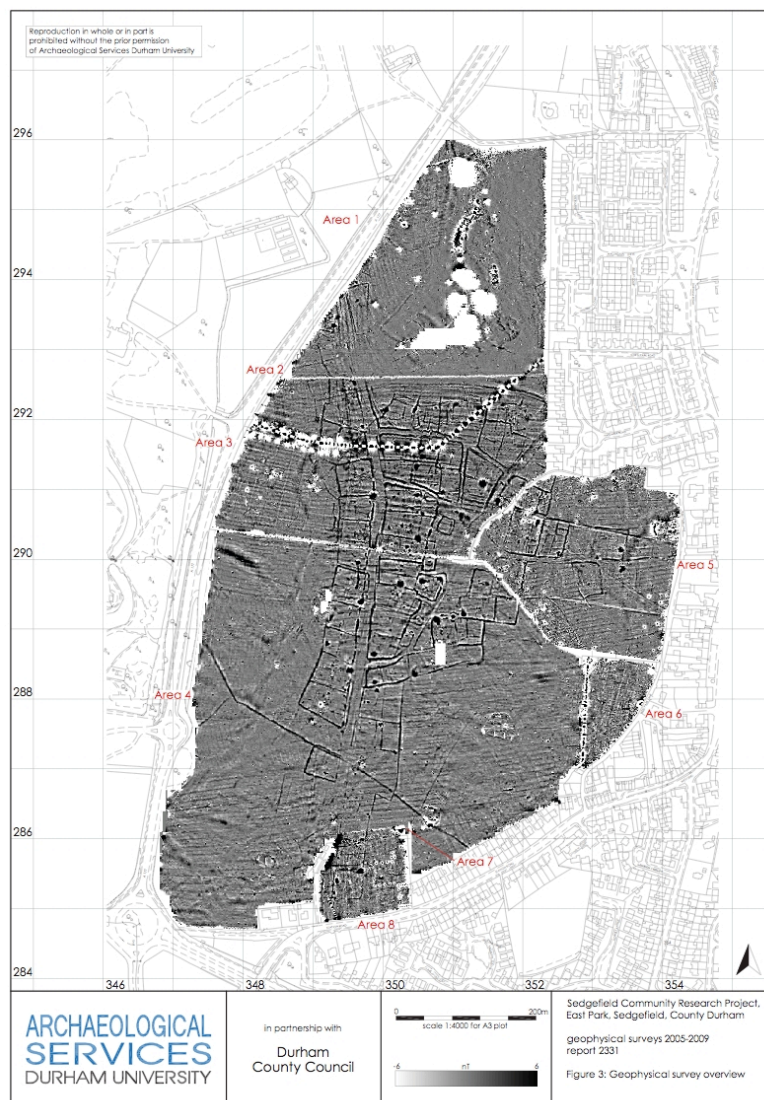 Reproduction in whole or in part is
prohibited without the prior permission
of Archaeological Services Durham University
296
Area 1
294
Area 2
292
Area 3
290
Area 5
288
Area 4
Area 6
286
Area 7
Area 8
284
346
348
350
352
354
ARCHAEOLOGICAL
SERVICES
DURHAM UNIVERSITY
in partnership with
Durham
County Council
0
200m
scale 1:4000 for A3 plot
-6
nT
6
Sedgefield Community Research Project,
East Park, Sedgefield, County Durham
geophysical surveys 2005-2009
report 2331
Figure 3: Geophysical survey overview